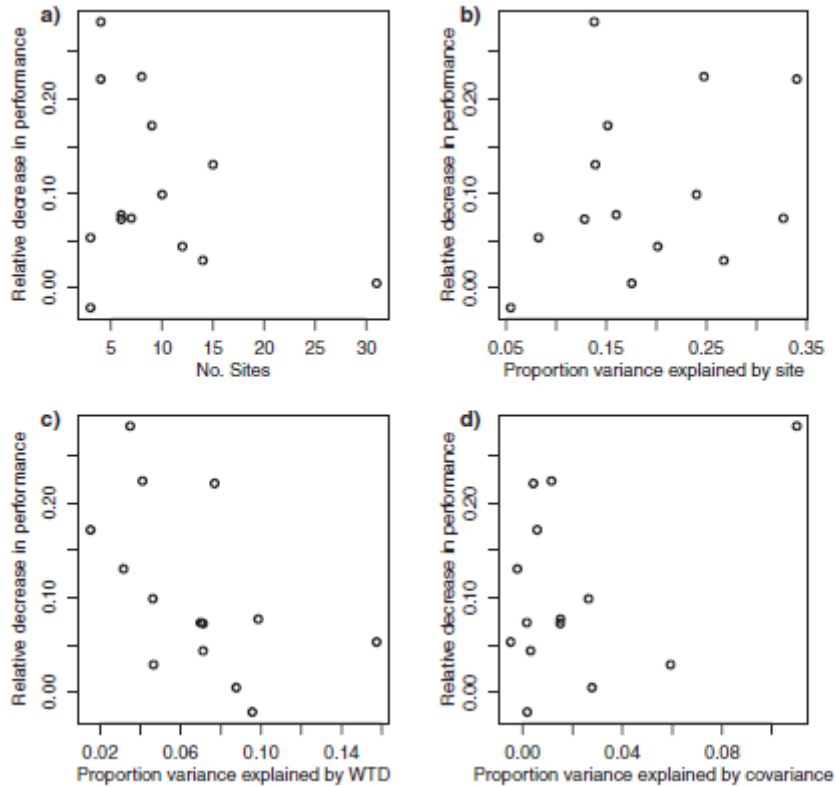 a)
Relative decrease in performance
0.00 0.10 0.20
5 10 15 20 25 30
No. Sites
b)
Relative decrease in performance
0.00 0.10 0.20
0.05 0.15 0.25 0.35
Proportion variance explained by site
c)
Relative decrease in performance
0.00 0.10 0.20
0.02 0.06 0.10 0.14
Proportion variance explained by WTD
d)
Relative decrease in performance
0.00 0.10 0.20
0.00 0.04 0.08
Proportion variance explained by covariance